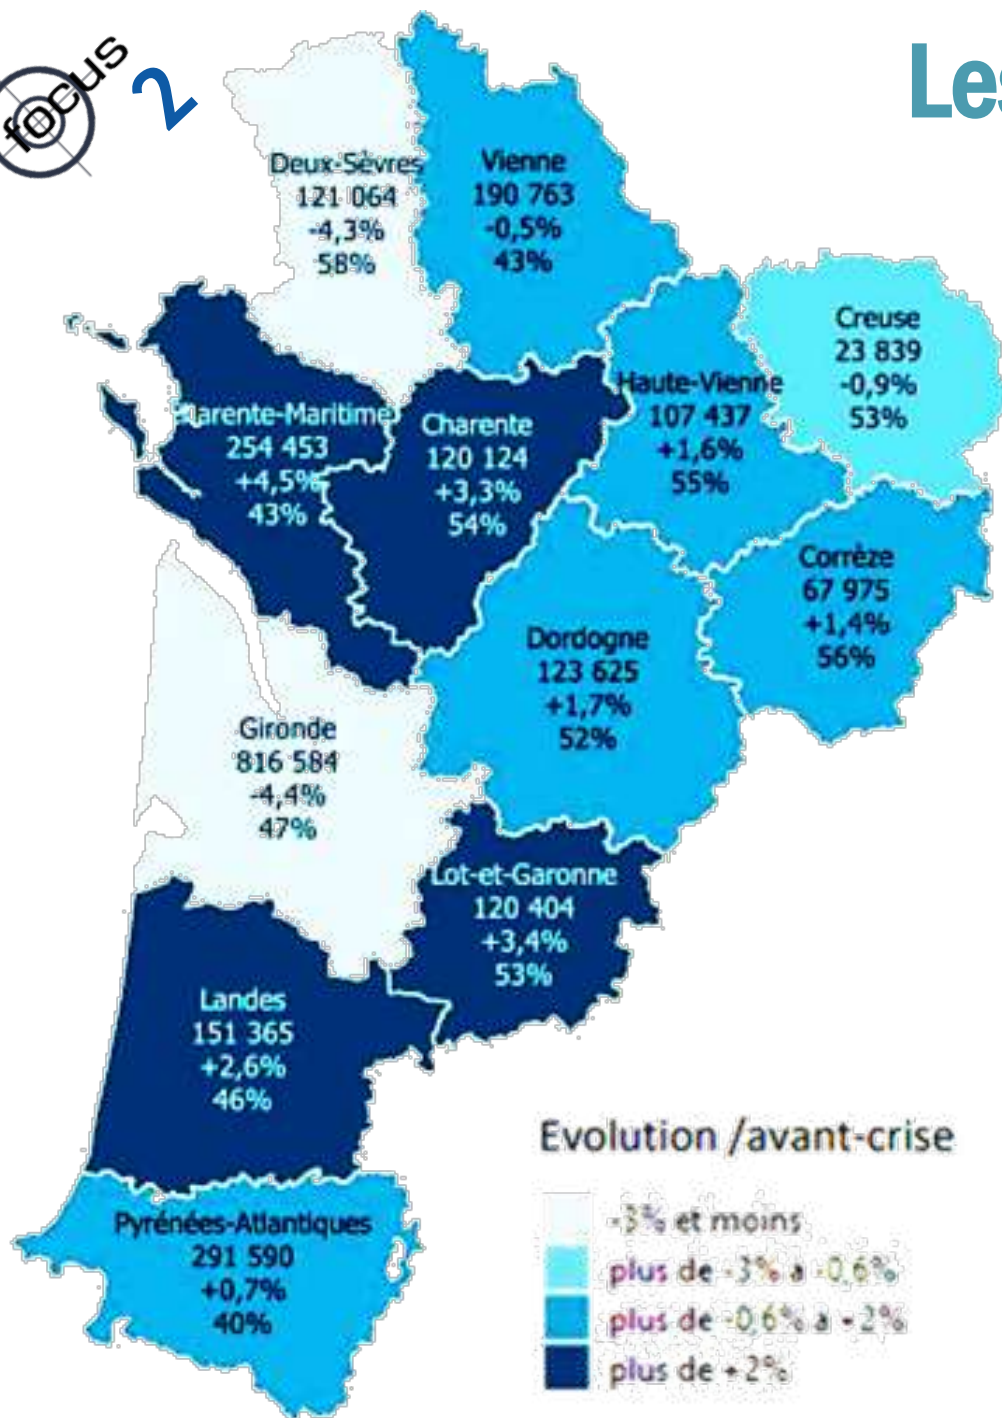 focus
2
Les
Deux-Sèvres
121 064
-4,3%
58%
Vienne
190 763
-0,5%
43%
Creuse
23 839
-0,9%
53%
Haute-Vienne
107 437
+1,6%
55%
arente-Maritime
254 453
+4,5%
43%
Charente
120 124
+3,3%
54%
Corrèze
67 975
+1,4%
56%
Dordogne
123 625
+1,7%
52%
Gironde
816 584
-4,4%
47%
Lot-et-Garonne
120 404
+3,4%
53%
Landes
151 365
+2,6%
46%
Pyrénées-Atlantiques
291 590
+0,7%
40%
Evolution /avant-crise
-3% et moins
plus de -3% à -0,6%
plus de -0,6% à +2%
plus de +2%